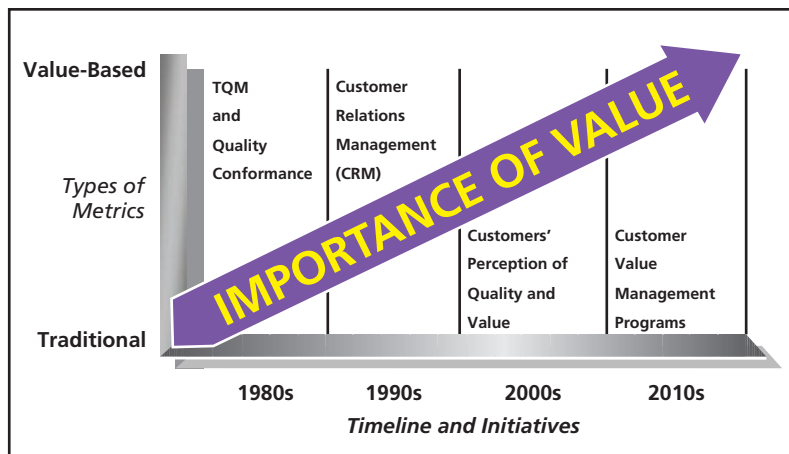 Value-Based
Types of
Metrics
Traditional
TQM
and
Quality
Conformance
Customer
Relations
Management
(CRM)
IMPORTANCE OF VALUE
Customers’
Perception of
Quality and
Value
Customer
Value
Management
Programs
1980s
1990s
2000s
2010s
Timeline and Initiatives